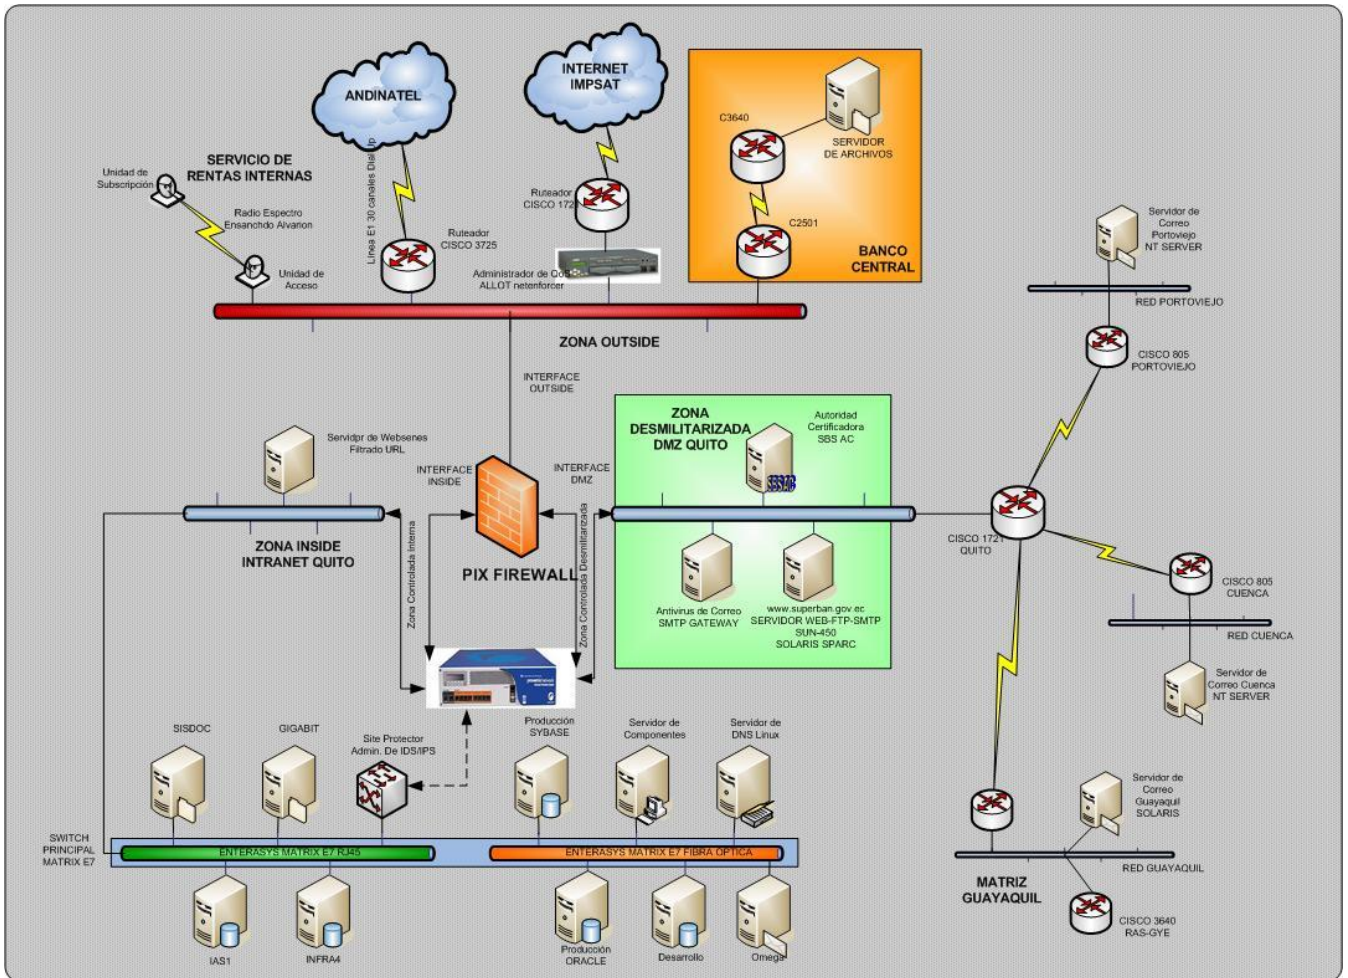 ANDINATEL
INTERNET
IMPSAT
C3640
SERVIDOR
DE ARCHIVOS
C2501
BANCO
CENTRAL
SERVICIO DE
RENTAS INTERNAS
Unidad de
Subscripción
Radio Espectro
Ensanchdo Alvarion
Unidad de
Acceso
Línea E1 30 canales Dial Up
Ruteador
CISCO 3725
Ruteador
CISCO 172
Administrador de QoS
ALLOT netenforcer
ZONA OUTSIDE
INTERFACE
OUTSIDE
Servidor de
Correo
Portoviejo
NT SERVER
RED PORTOVIEJO
CISCO 805
PORTOVIEJO
Servidpr de Websenes
Filtrado URL
INTERFACE
INSIDE
INTERFACE
DMZ
ZONA
DESMILITARIZADA
DMZ QUITO
Autoridad
Certificadora
SBS AC
SBSAC
ZONA INSIDE
INTRANET QUITO
Zona Controlada Interna
PIX FIREWALL
Zona Controlada Desmilitarizada
Antivirus de Correo
SMTP GATEWAY
www.superban.gov.ec
SERVIDOR WEB-FTP-SMTP
SUN-450
SOLARIS SPARC
CISCO 1721
QUITO
CISCO 805
CUENCA
RED CUENCA
Servidor de
Correo Cuenca
NT SERVER
SISDOC
GIGABIT
Site Protector
Admin. De IDS/IPS
Producción
SYBASE
Servidor de
Componentes
Servidor de
DNS Linux
SWITCH
PRINCIPAL
MATRIX E7
ENTERASYS MATRIX E7 RJ45
ENTERASYS MATRIX E7 FIBRA OPTICA
IAS1
INFRA4
Producción
ORACLE
Desarrollo
Omega
Servidor de
Correo
Guayaquil
SOLARIS
RED GUAYAQUIL
MATRIZ
GUAYAQUIL
CISCO 3640
RAS-GYE